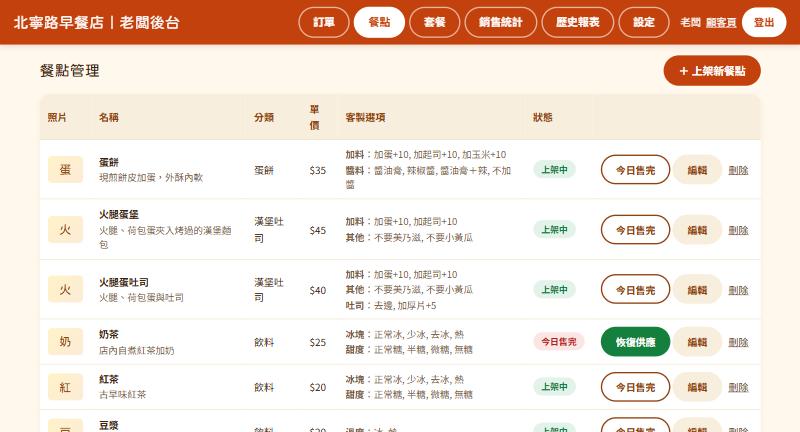 北寧路早餐店｜老闆後台
訂單 餐點 套餐 銷售統計 歷史報表 設定 老闆 顧客頁 登出
餐點管理
＋ 上架新餐點
照片 名稱 分類 單價 客製選項 狀態
蛋
蛋餅
現煎餅皮加蛋，外酥內軟
蛋餅
$35
加料：加蛋+10, 加起司+10, 加玉米+10
醬料：醬油膏, 辣椒醬, 醬油膏＋辣, 不加
醬
上架中
今日售完 編輯 刪除
火
火腿蛋堡
火腿、荷包蛋夾入烤過的漢堡麵
包
漢堡吐
司
$45
加料：加蛋+10, 加起司+10
其他：不要美乃滋, 不要小黃瓜
上架中
今日售完 編輯 刪除
火
火腿蛋吐司
火腿、荷包蛋與吐司
漢堡吐
司
$40
加料：加蛋+10, 加起司+10
其他：不要美乃滋, 不要小黃瓜
吐司：去邊, 加厚片+5
上架中
今日售完 編輯 刪除
奶
奶茶
店內自煮紅茶加奶
飲料
$25
冰塊：正常冰, 少冰, 去冰, 熱
甜度：正常糖, 半糖, 微糖, 無糖
今日售完
恢復供應 編輯 刪除
紅
紅茶
古早味紅茶
飲料
$20
冰塊：正常冰, 少冰, 去冰, 熱
甜度：正常糖, 半糖, 微糖, 無糖
上架中
今日售完 編輯 刪除
豆漿